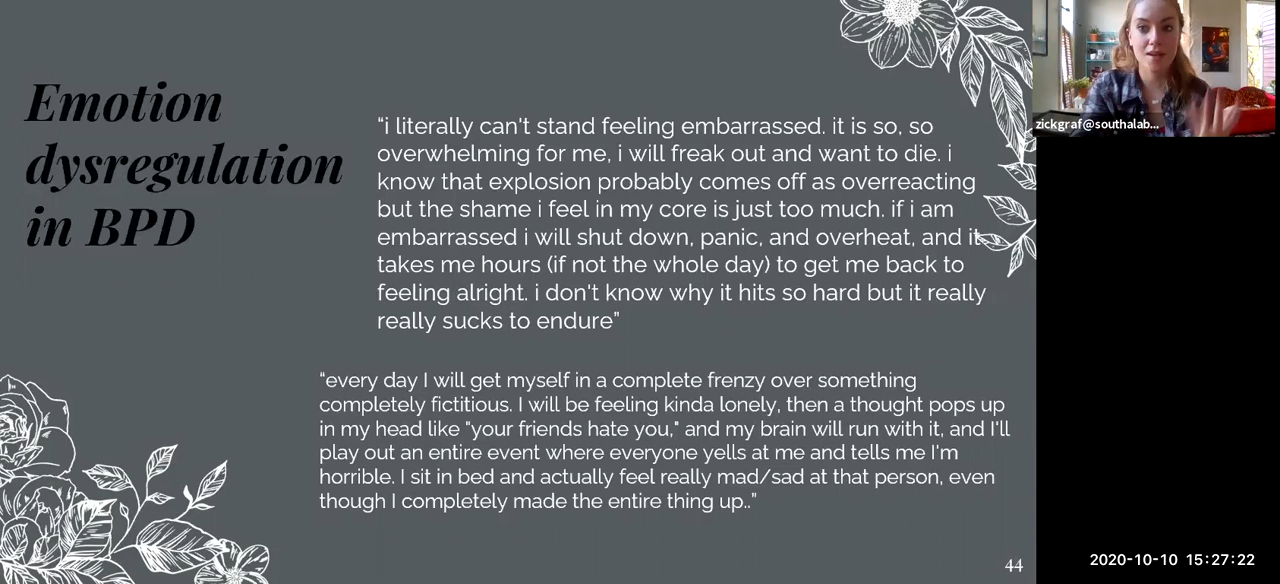 Emotion
dysregulation
in BPD
“i literally can't stand feeling embarrassed. it is so, so
overwhelming for me, i will freak out and want to die. i
know that explosion probably comes off as overreacting
but the shame i feel in my core is just too much. if i am
embarrassed i will shut down, panic, and overheat, and it
takes me hours (if not the whole day) to get me back to
feeling alright. i don't know why it hits so hard but it really
really sucks to endure”
“every day I will get myself in a complete frenzy over something
completely fictitious. I will be feeling kinda lonely, then a thought pops up
in my head like "your friends hate you," and my brain will run with it, and I'll
play out an entire event where everyone yells at me and tells me I'm
horrible. I sit in bed and actually feel really mad/sad at that person, even
though I completely made the entire thing up..”
44
zickgraf@southalab...
2020-10-10 15:27:22